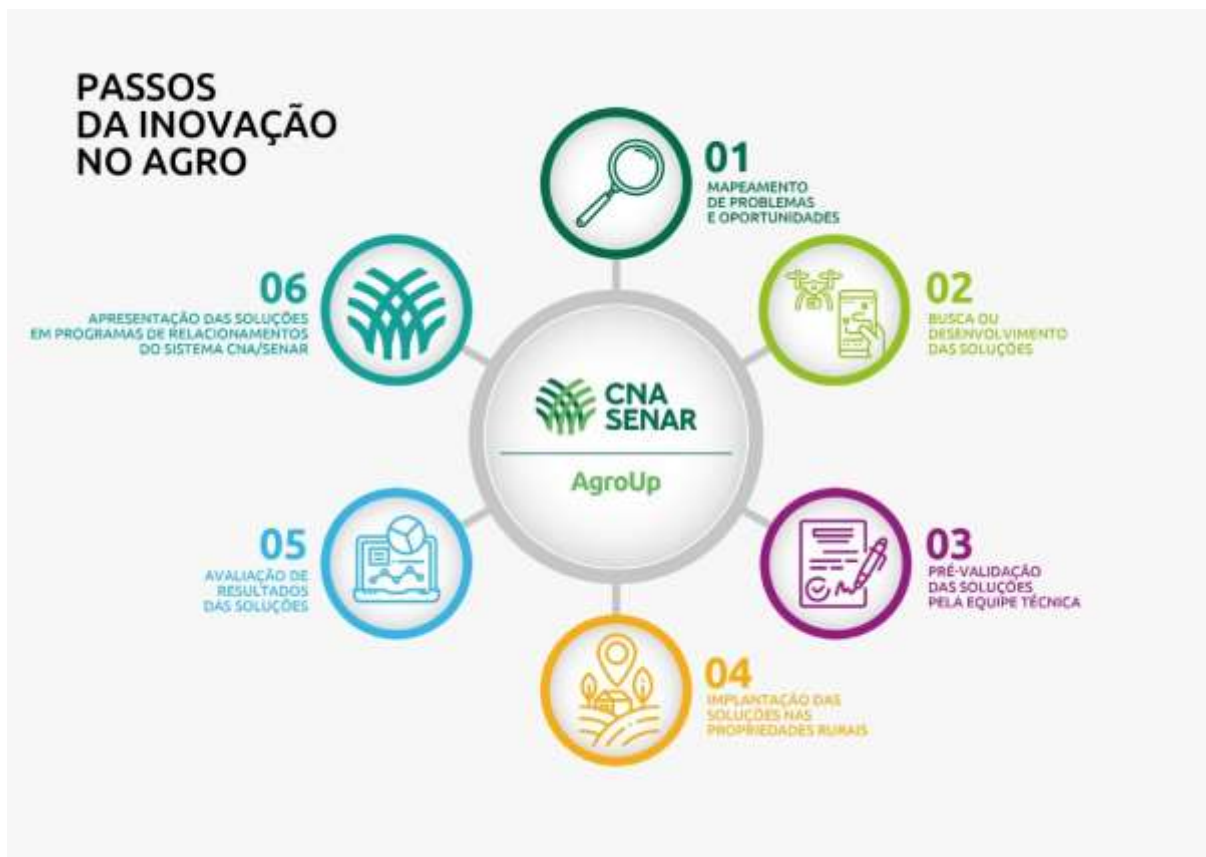 PASSOS
DA INOVAÇÃO
NO AGRO
01
MAPEAMENTO
DE PROBLEMAS
E OPORTUNIDADES
02
BUSCA OU
DESENVOLVIMENTO
DAS SOLUÇÕES
03
PRÉ-VALIDAÇÃO
DAS SOLUÇÕES
PELA EQUIPE TÉCNICA
04
IMPLANTAÇÃO DAS
SOLUÇÕES NAS
PROPRIEDADES RURAIS
05
AVALIAÇÃO DE
RESULTADOS
DAS SOLUÇÕES
06
APRESENTAÇÃO DAS SOLUÇÕES
EM PROGRAMAS DE RELACIONAMENTOS
DO SISTEMA CNA/SENAR
CNA
SENAR
AgroUp